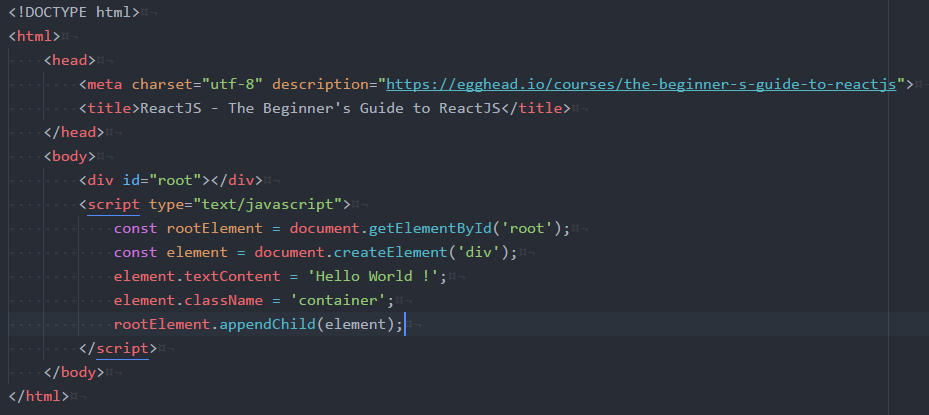 <!DOCTYPE html>
<html>
    <head>
        <meta charset="utf-8" description="https://egghead.io/courses/the-beginner-s-guide-to-reactjs">
        <title>ReactJS - The Beginner's Guide to ReactJS</title>
    </head>
    <body>
        <div id="root"></div>
        <script type="text/javascript">
            const rootElement = document.getElementById('root');
            const element = document.createElement('div');
            element.textContent = 'Hello World !';
            element.className = 'container';
            rootElement.appendChild(element);
        </script>
    </body>
</html>